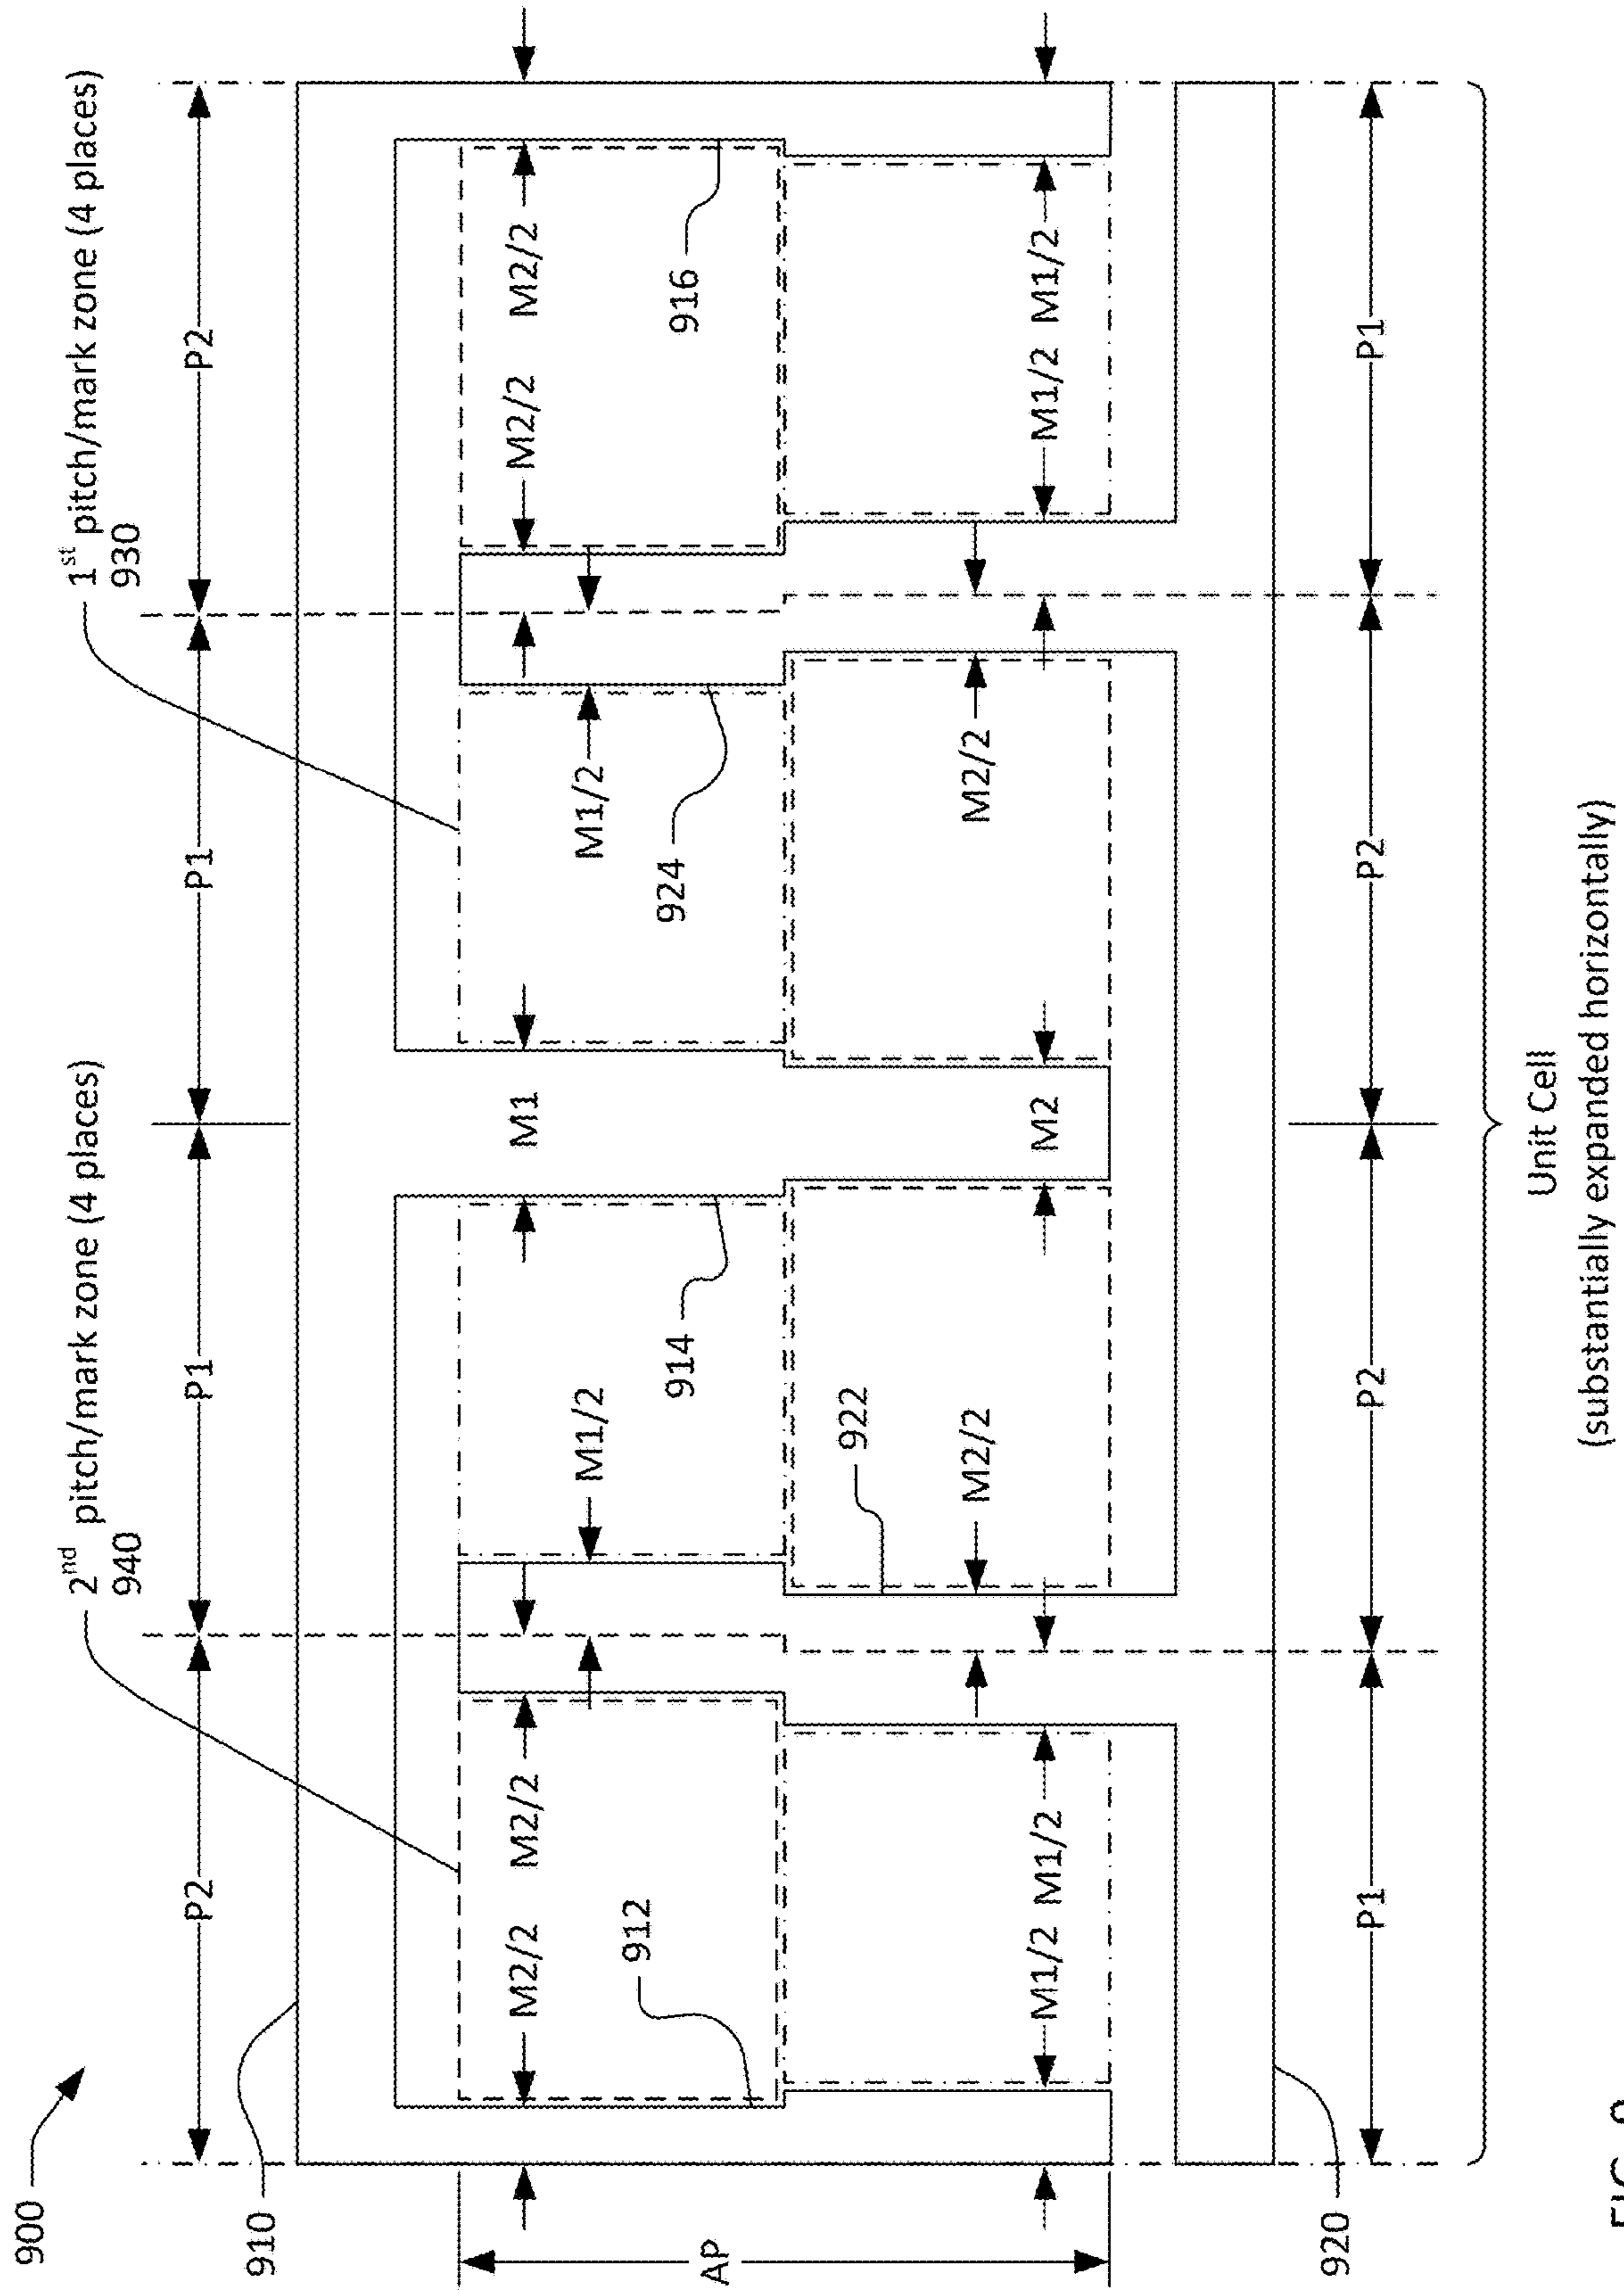 900
2nd pitch/mark zone (4 places)
940
1st pitch/mark zone (4 places)
930
P2
P1
P1
P2
910
M2/2
M2/2
M1
M2/2
M2/2
M1/2
M1/2
912
914
924
916
AP
922
M2/2
M2/2
M1/2
M1/2
M2
M1/2
M1/2
920
P1
P2
P2
P1
Unit Cell
(substantially expanded horizontally)
FIG.